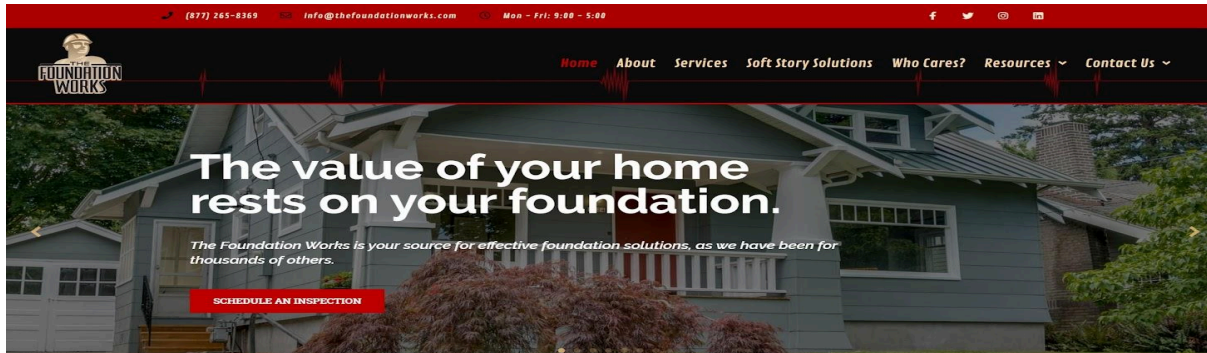 (877) 265-8369 info@thefoundationworks.com Mon - Fri: 9:00 - 5:00
THE
FOUNDATION
WORKS
Home About Services Soft Story Solutions Who Cares? Resources Contact Us
The value of your home
rests on your foundation.
The Foundation Works is your source for effective foundation solutions, as we have been for
thousands of others.
SCHEDULE AN INSPECTION